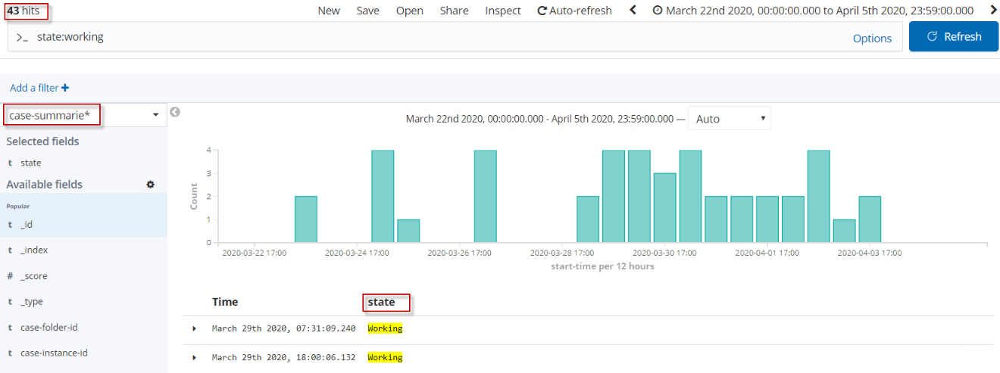 43 hits New Save Open Share Inspect Auto-refresh March 22nd 2020, 00:00:00.000 to April 5th 2020, 23:59:00.000
>_ state:working Options Refresh
Add a filter +
case-summarie*
March 22nd 2020, 00:00:00.000 - April 5th 2020, 23:59:00.000 — Auto
Selected fields
t state
Available fields
Popular
t _id
t _index
# _score
t _type
t case-folder-id
t case-instance-id
Count
4
3
2
1
0
2020-03-22 17:00 2020-03-24 17:00 2020-03-26 17:00 2020-03-28 17:00 2020-03-30 17:00 2020-04-01 17:00 2020-04-03 17:00
start-time per 12 hours
Time state
March 29th 2020, 07:31:09.240 Working
March 29th 2020, 18:00:06.132 Working